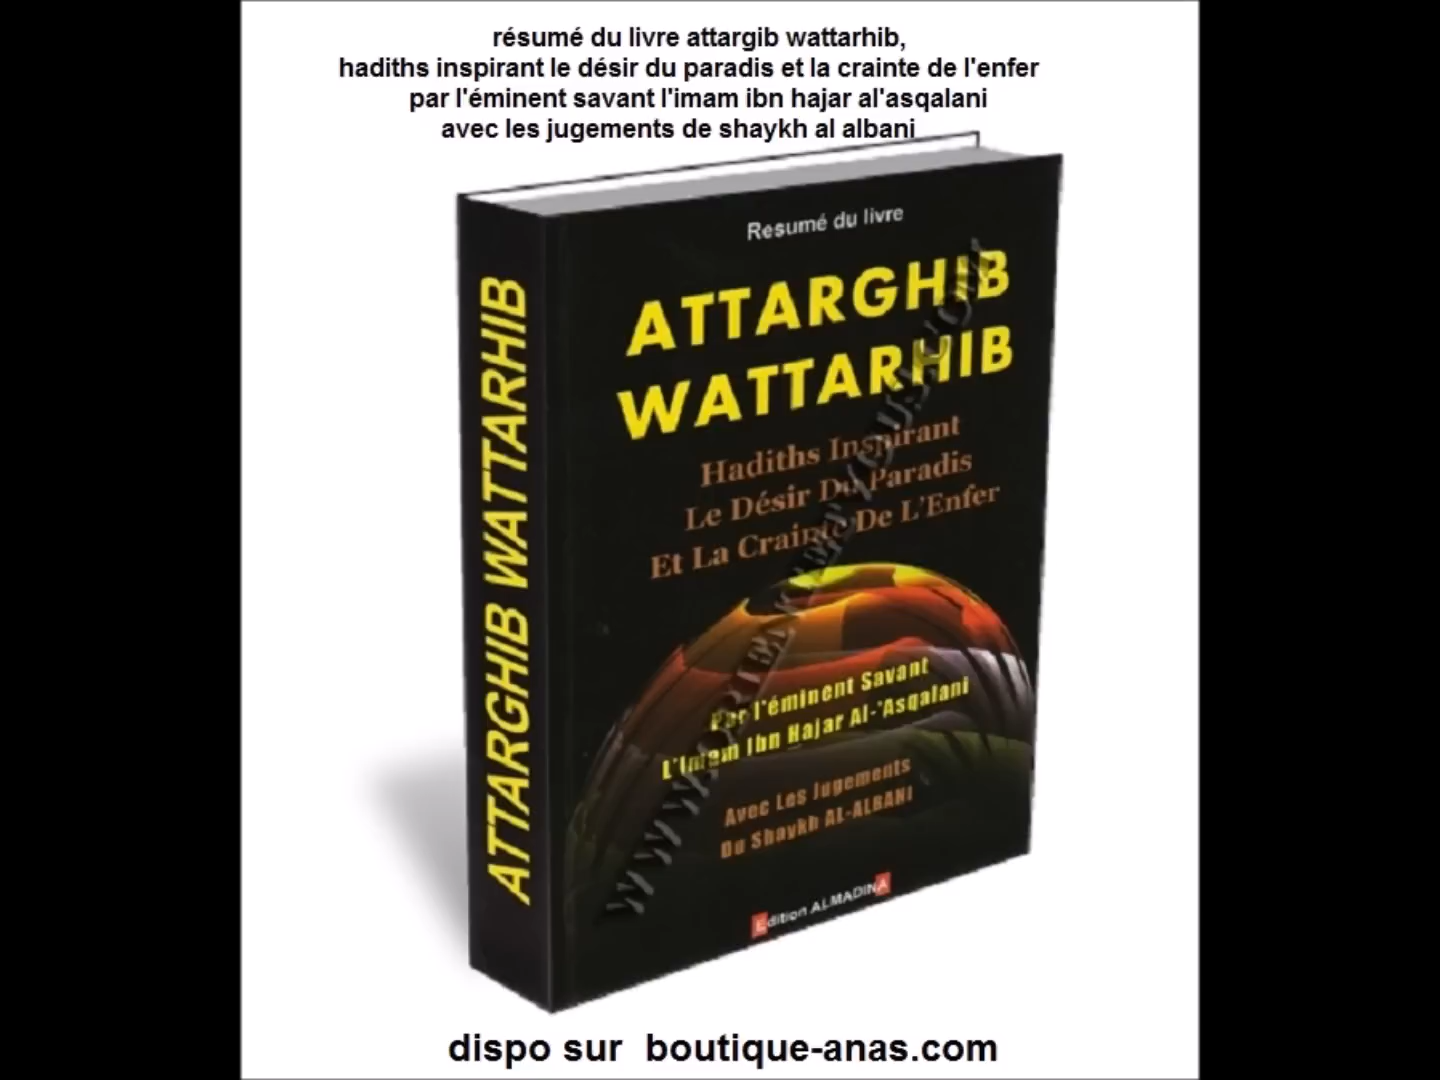 résumé du livre attargib wattarhib,
hadiths inspirant le désir du paradis et la crainte de l'enfer
par l'éminent savant l'imam ibn hajar al'asqalani
avec les jugements de shaykh al albani
Resumé du livre
ATTARGHIB
WATTARHIB
Hadiths Inspirant
Le Désir Du Paradis
Et La Crainte De L'Enfer
Par l'éminent Savant
L'Imam Ibn Hajar Al-'Asqalani
Avec Les Jugements
Du Shaykh AL-ALBANI
Edition ALMADINA
ATTARGHIB WATTARHIB
dispo sur boutique-anas.com